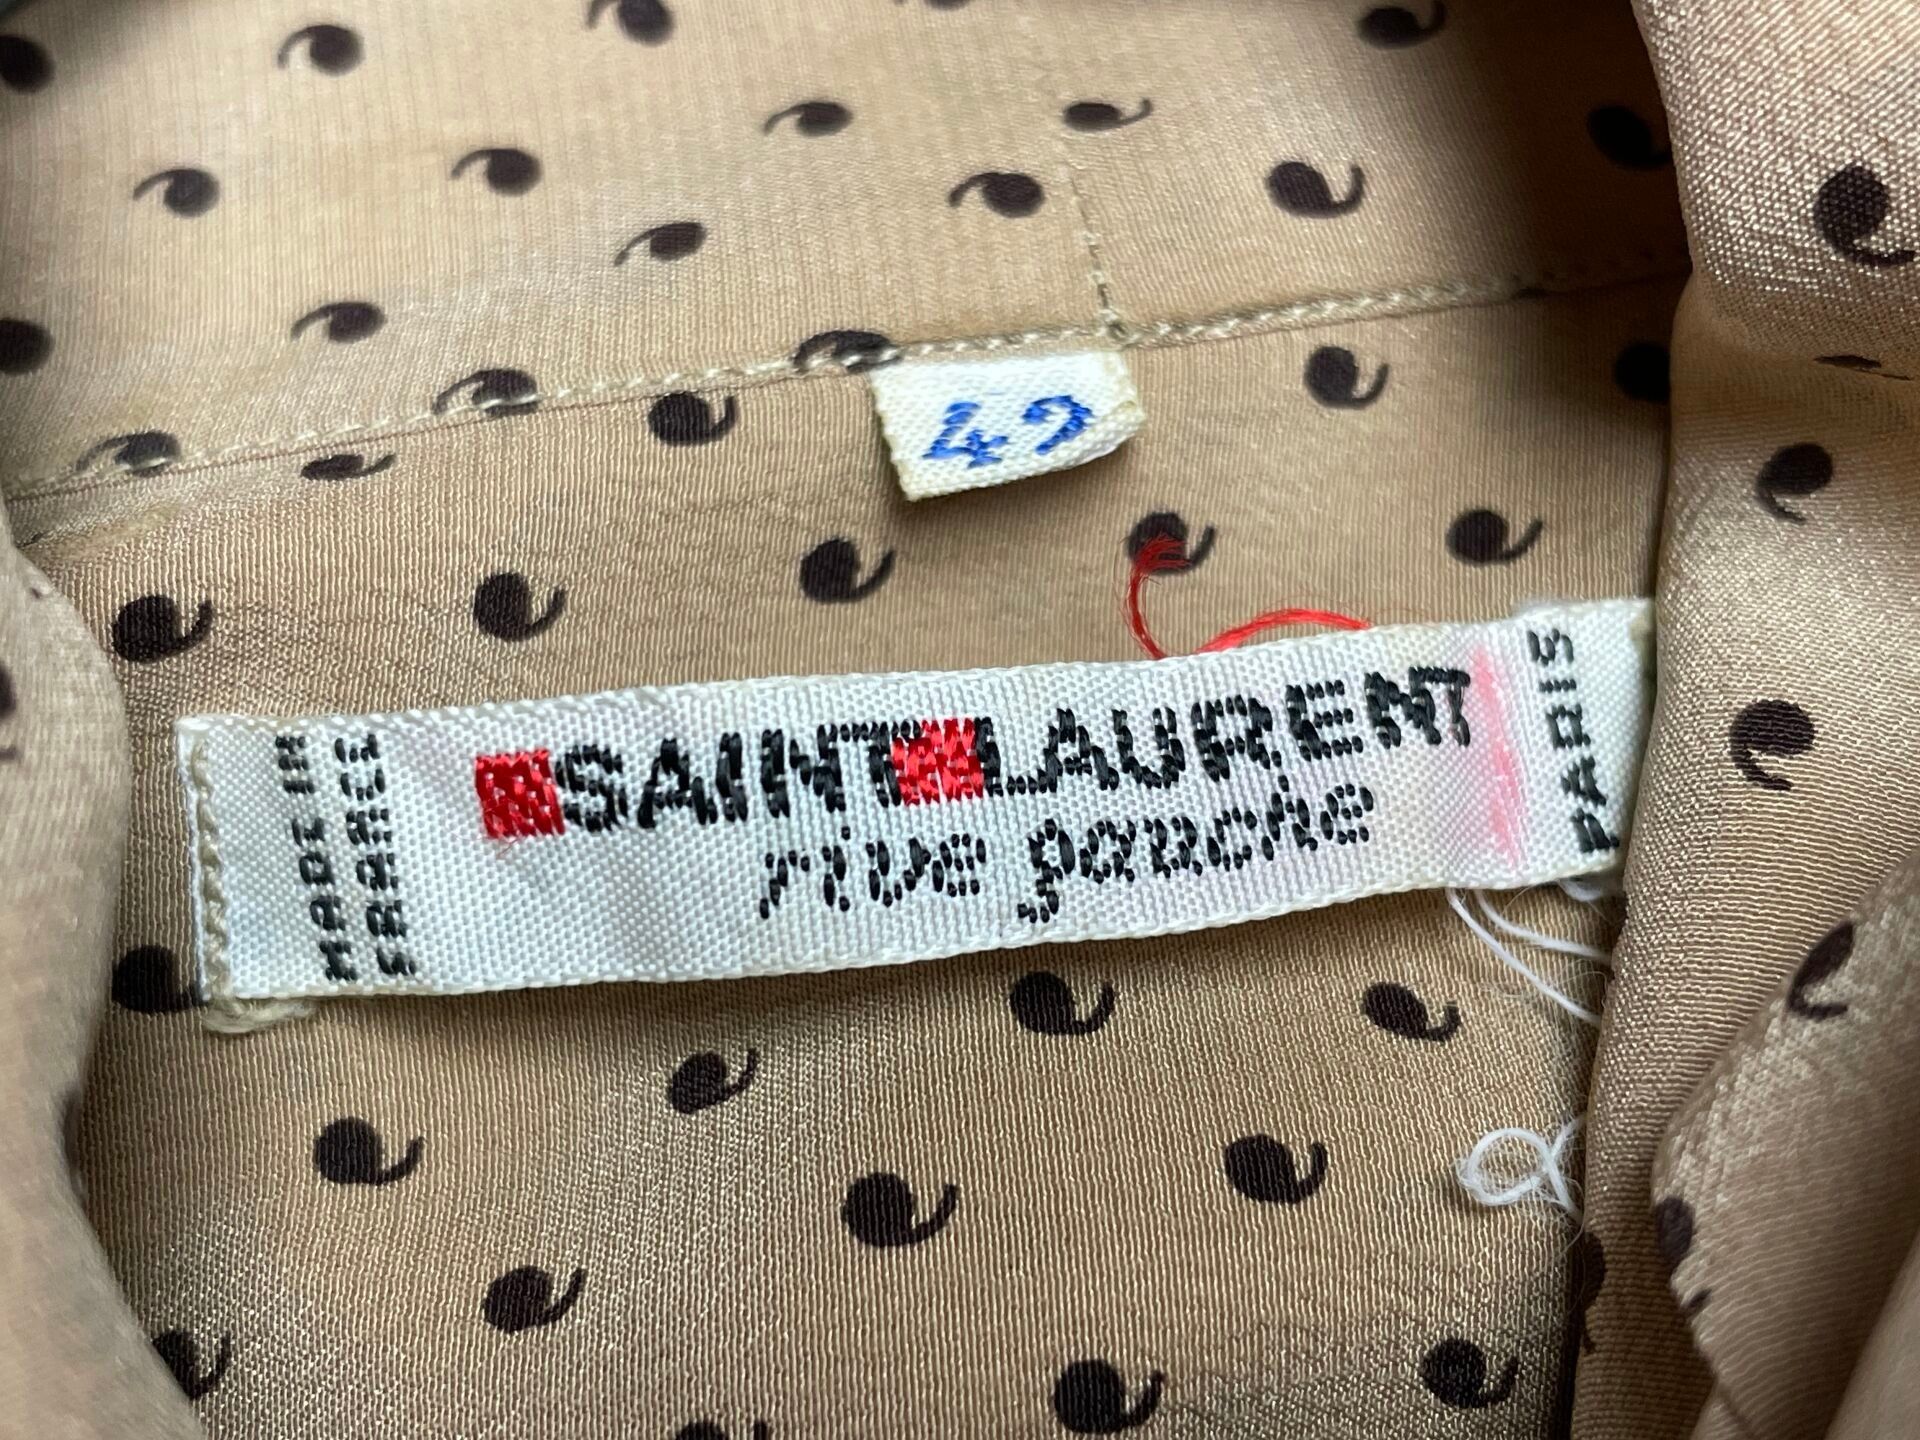 42
MADE IN
FRANCE
SAINT LAURENT
rive gauche
PARIS